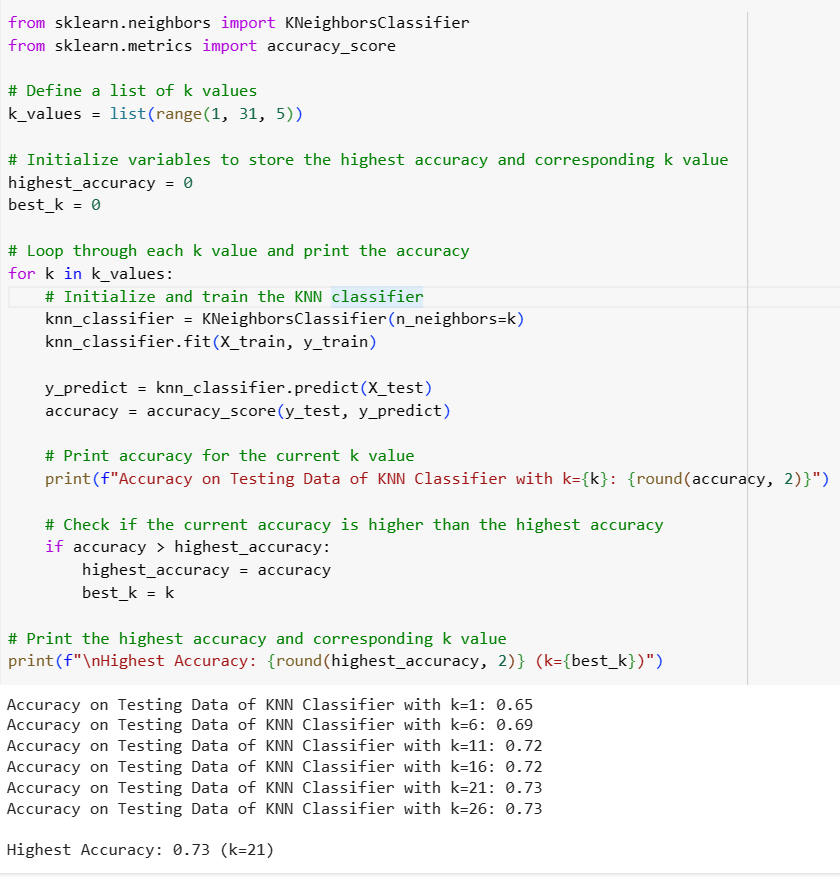 from sklearn.neighbors import KNeighborsClassifier
from sklearn.metrics import accuracy_score

# Define a list of k values
k_values = list(range(1, 31, 5))

# Initialize variables to store the highest accuracy and corresponding k value
highest_accuracy = 0
best_k = 0

# Loop through each k value and print the accuracy
for k in k_values:
    # Initialize and train the KNN classifier
    knn_classifier = KNeighborsClassifier(n_neighbors=k)
    knn_classifier.fit(X_train, y_train)

    y_predict = knn_classifier.predict(X_test)
    accuracy = accuracy_score(y_test, y_predict)

    # Print accuracy for the current k value
    print(f"Accuracy on Testing Data of KNN Classifier with k={k}: {round(accuracy, 2)}")

    # Check if the current accuracy is higher than the highest accuracy
    if accuracy > highest_accuracy:
        highest_accuracy = accuracy
        best_k = k

# Print the highest accuracy and corresponding k value
print(f"\nHighest Accuracy: {round(highest_accuracy, 2)} (k={best_k})")

Accuracy on Testing Data of KNN Classifier with k=1: 0.65
Accuracy on Testing Data of KNN Classifier with k=6: 0.69
Accuracy on Testing Data of KNN Classifier with k=11: 0.72
Accuracy on Testing Data of KNN Classifier with k=16: 0.72
Accuracy on Testing Data of KNN Classifier with k=21: 0.73
Accuracy on Testing Data of KNN Classifier with k=26: 0.73

Highest Accuracy: 0.73 (k=21)